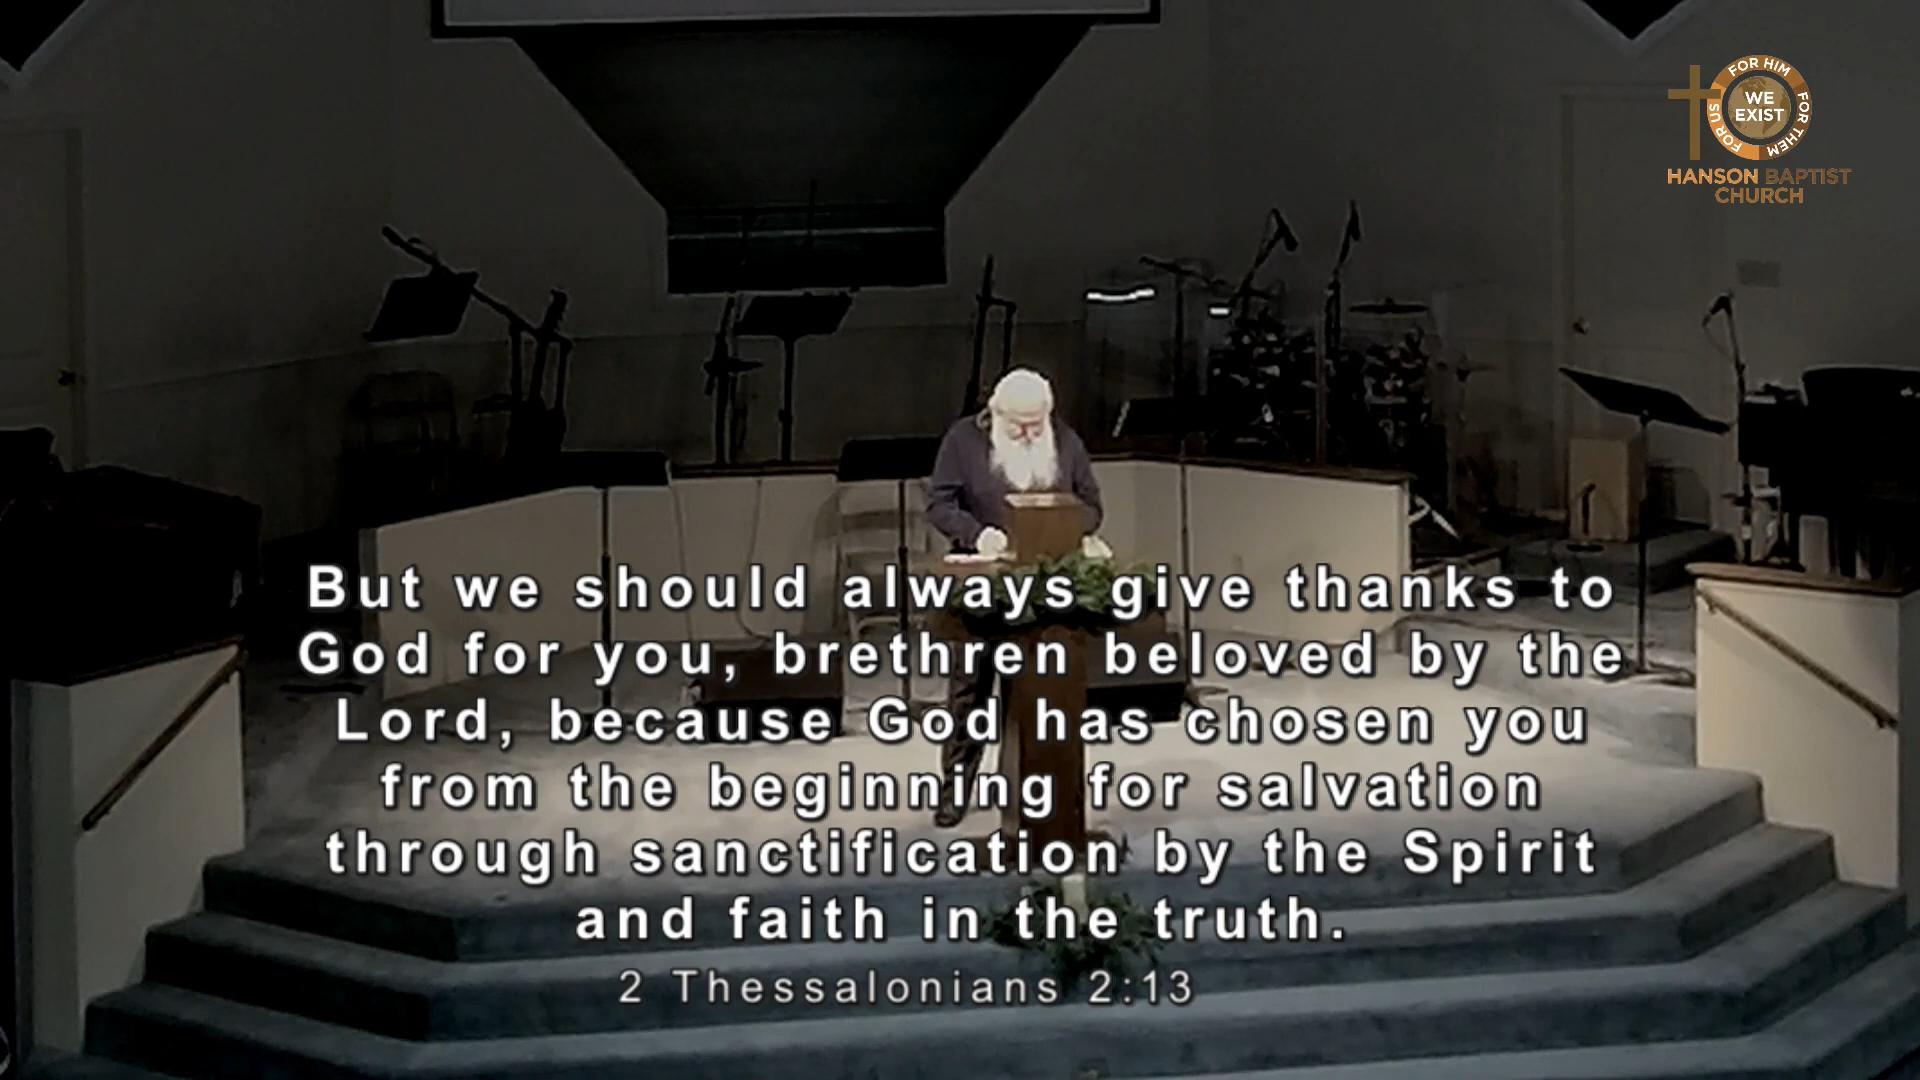 FOR HIM
FOR THEM
FOR US
WE
EXIST
HANSON BAPTIST
CHURCH
But we should always give thanks to
God for you, brethren beloved by the
Lord, because God has chosen you
from the beginning for salvation
through sanctification by the Spirit
and faith in the truth.
2 Thessalonians 2:13